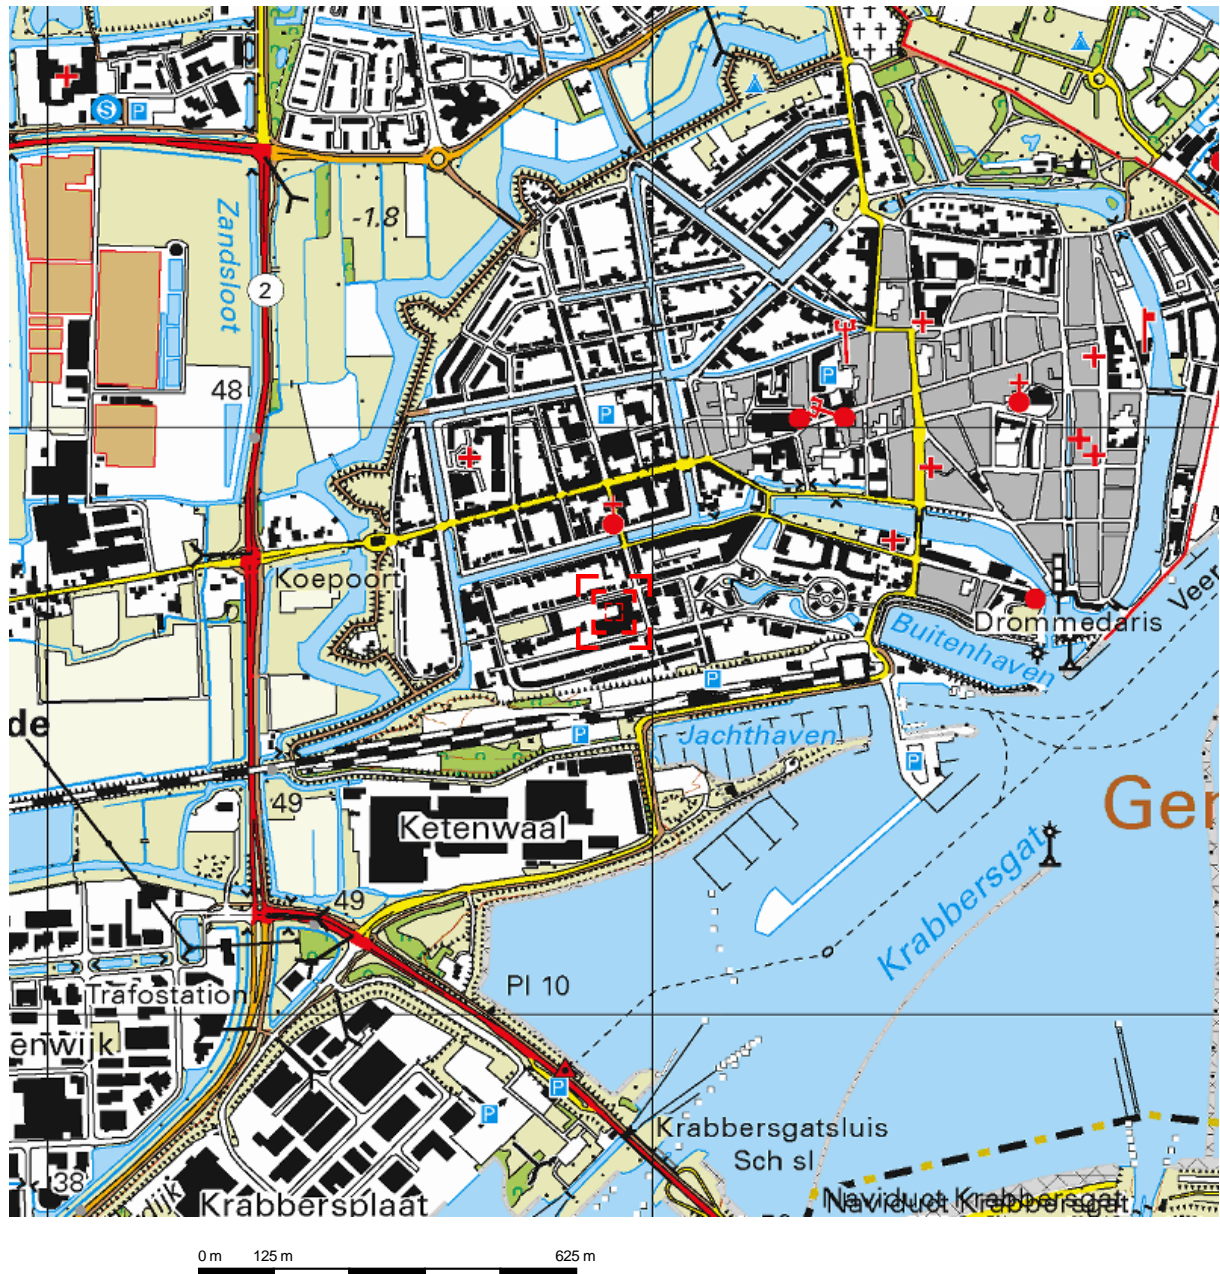 S
P
Zandsloot
-1.8
2
48
P
P
Koepoort
Drommedaris
Veer
Buitenhaven
P
de
P
Jachthaven
P
49
Ketenwaal
Ger
Krabbersgat
49
Pl 10
Trafostation
enwijk
P
P
Krabbersgatsluis
Sch sl
38
dijk
Krabbersplaat
Naviduct Krabbersgat
0 m
125 m
625 m